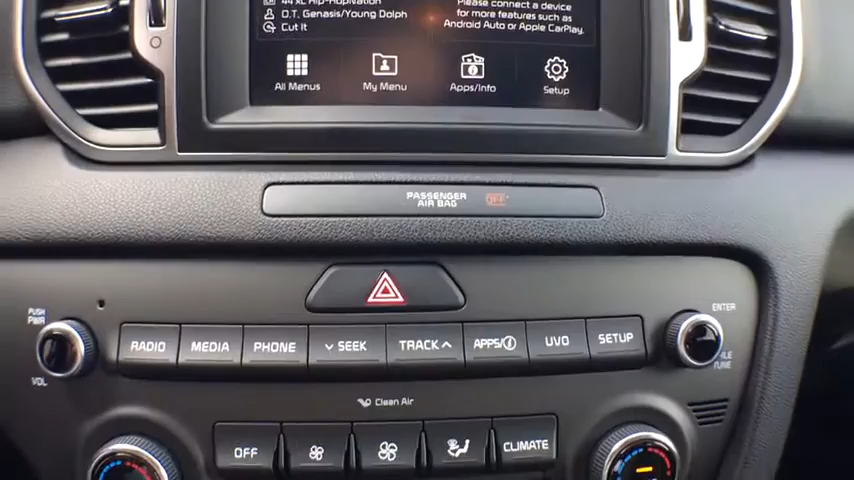 44 XL Hip-HopNation
O.T. Genasis/Young Dolph
Cut It
Please connect a device
for more features such as
Android Auto or Apple CarPlay.
All Menus
My Menu
Apps/Info
Setup
PASSENGER
AIR BAG
OFF
PUSH
PWR
VOL
RADIO
MEDIA
PHONE
SEEK
TRACK
APPS/i
UVO
SETUP
ENTER
TUNE
Clean Air
OFF
CLIMATE